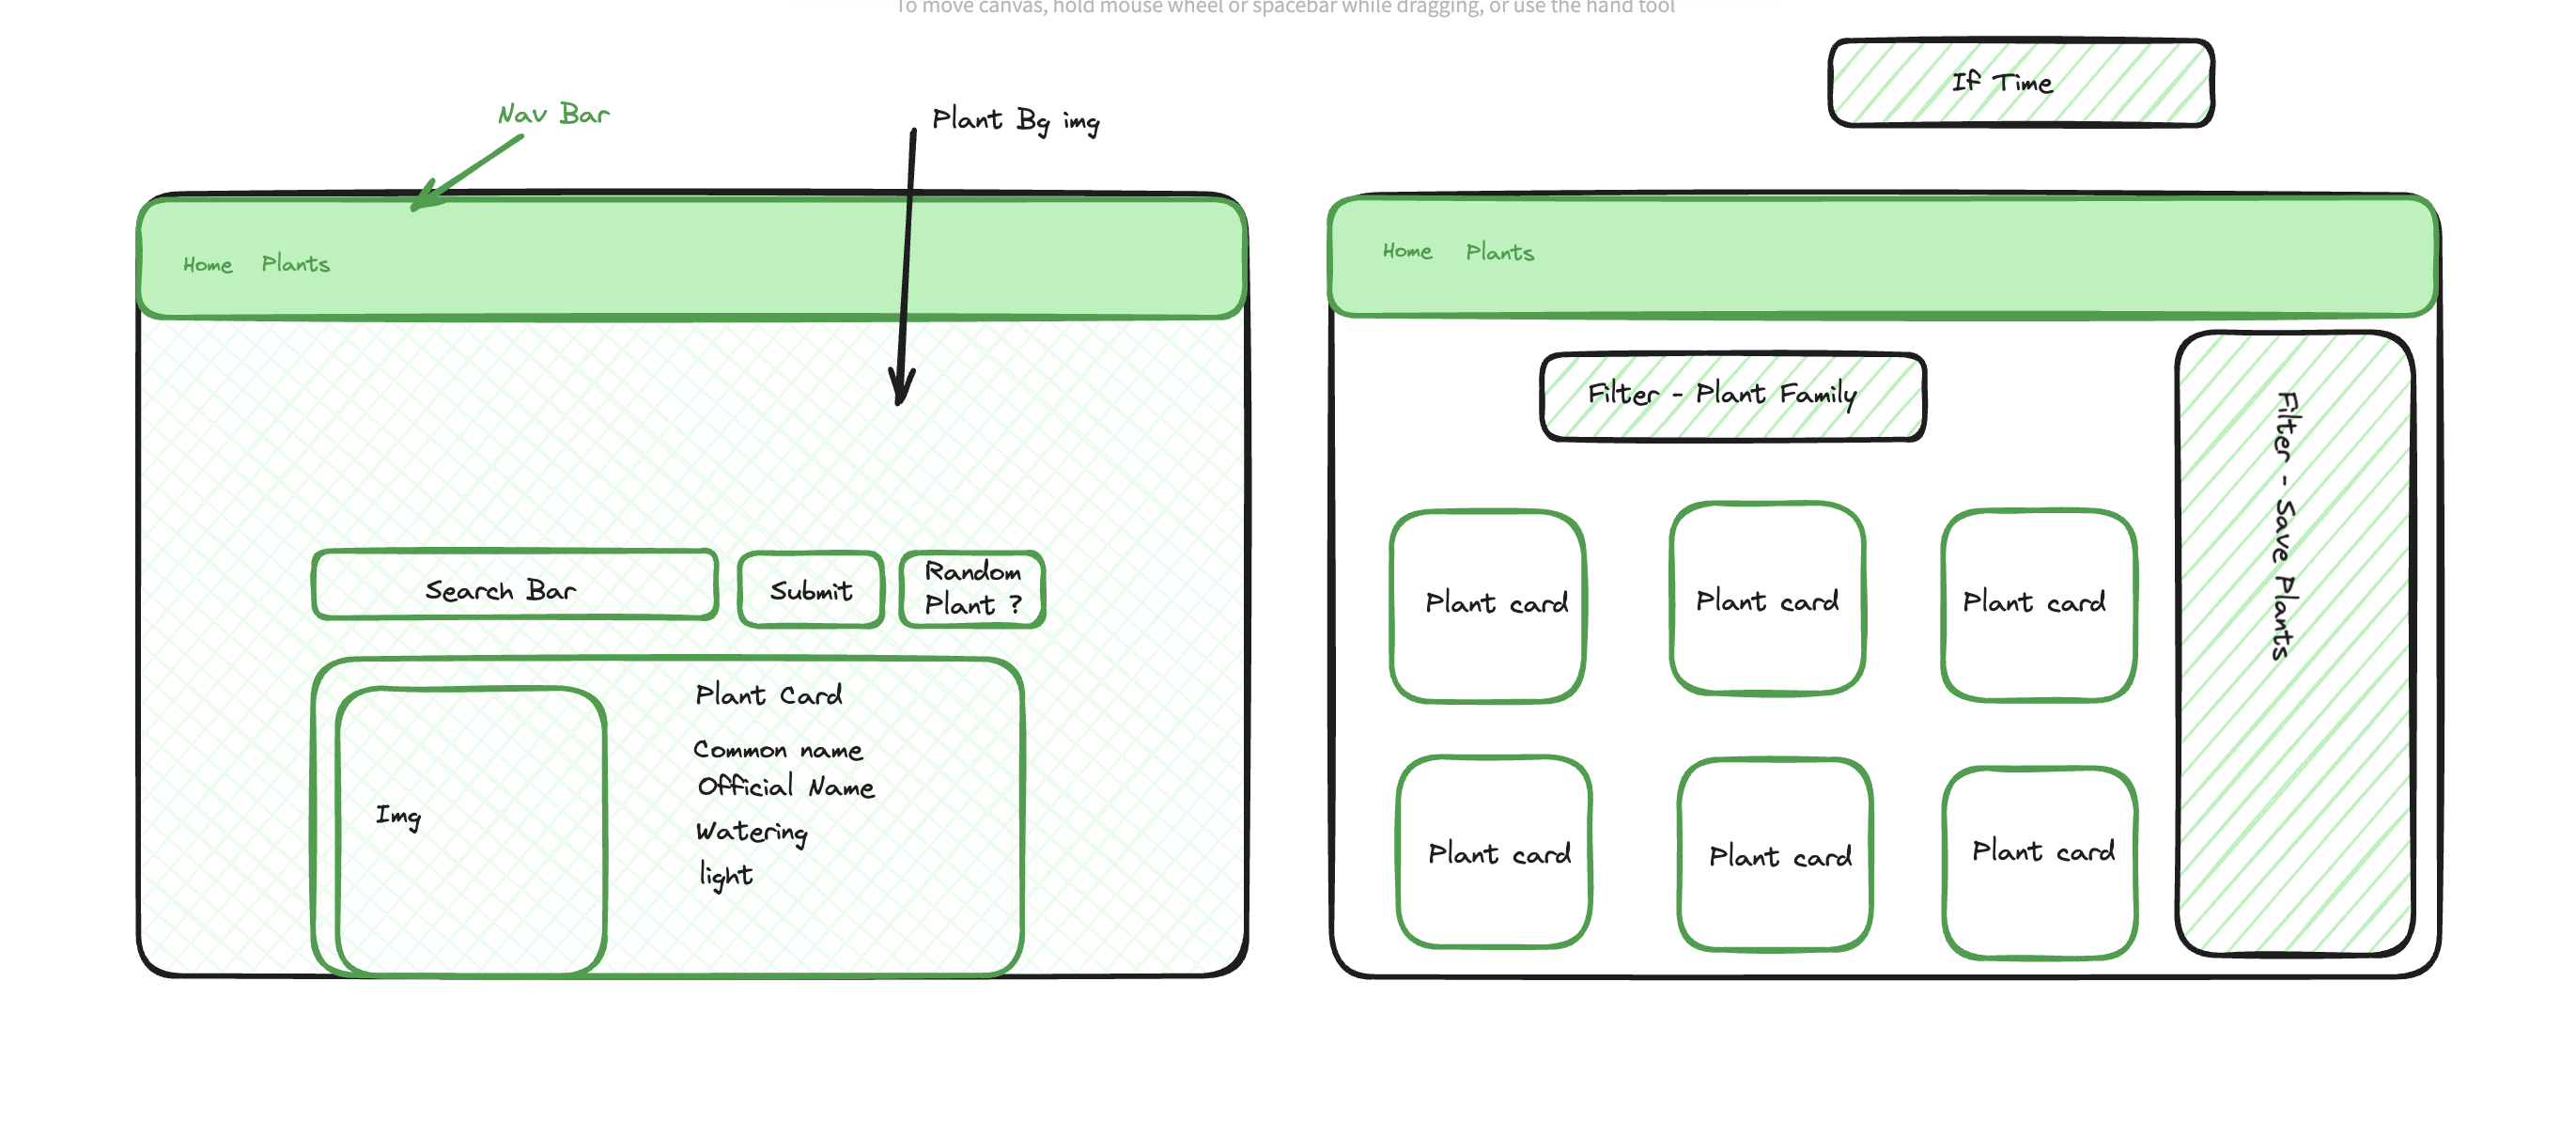 To move canvas, hold mouse wheel or spacebar while dragging, or use the hand tool
If Time
Nav Bar
Plant Bg img
Home Plants
Search Bar
Submit
Random
Plant ?
Plant Card
Common name
Official Name
Watering
light
Img
Home Plants
Filter - Plant Family
Filter - Save Plants
Plant card
Plant card
Plant card
Plant card
Plant card
Plant card